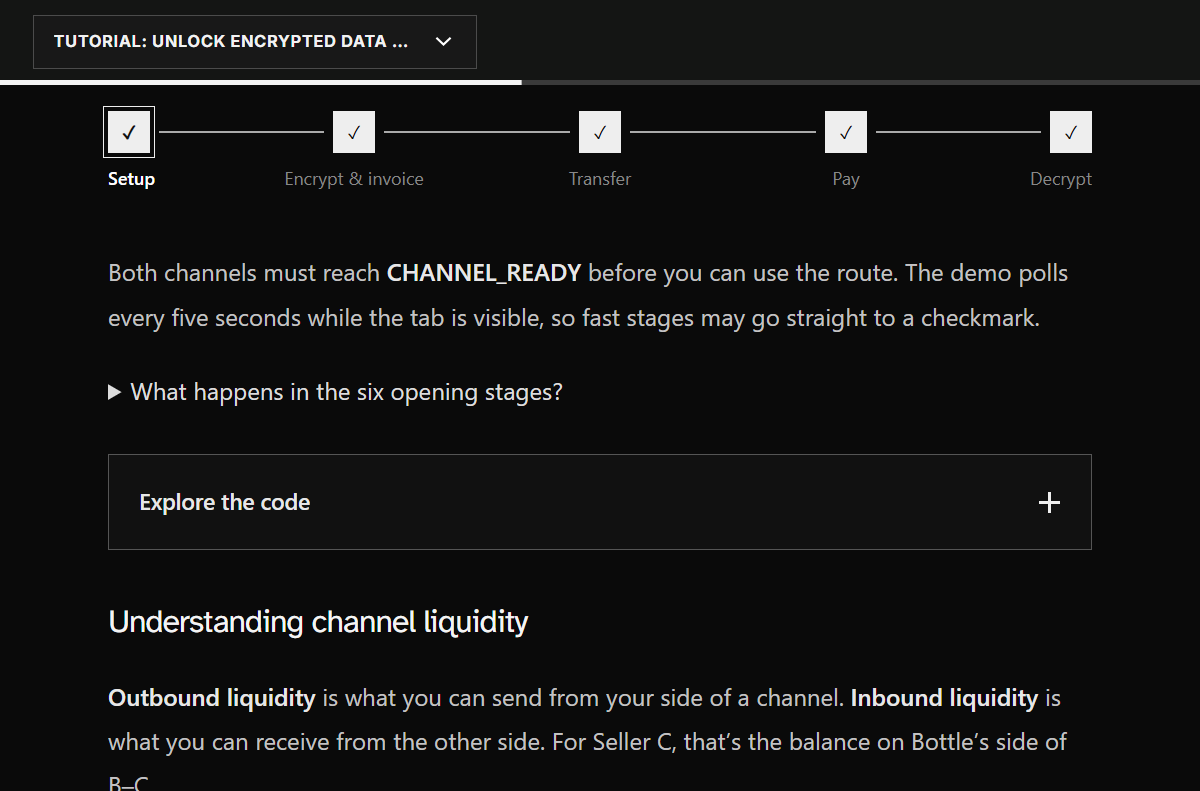 TUTORIAL: UNLOCK ENCRYPTED DATA ...
Setup
Encrypt & invoice
Transfer
Pay
Decrypt
Both channels must reach CHANNEL_READY before you can use the route. The demo polls
every five seconds while the tab is visible, so fast stages may go straight to a checkmark.
What happens in the six opening stages?
Explore the code
Understanding channel liquidity
Outbound liquidity is what you can send from your side of a channel. Inbound liquidity is
what you can receive from the other side. For Seller C, that’s the balance on Bottle’s side of
B–C